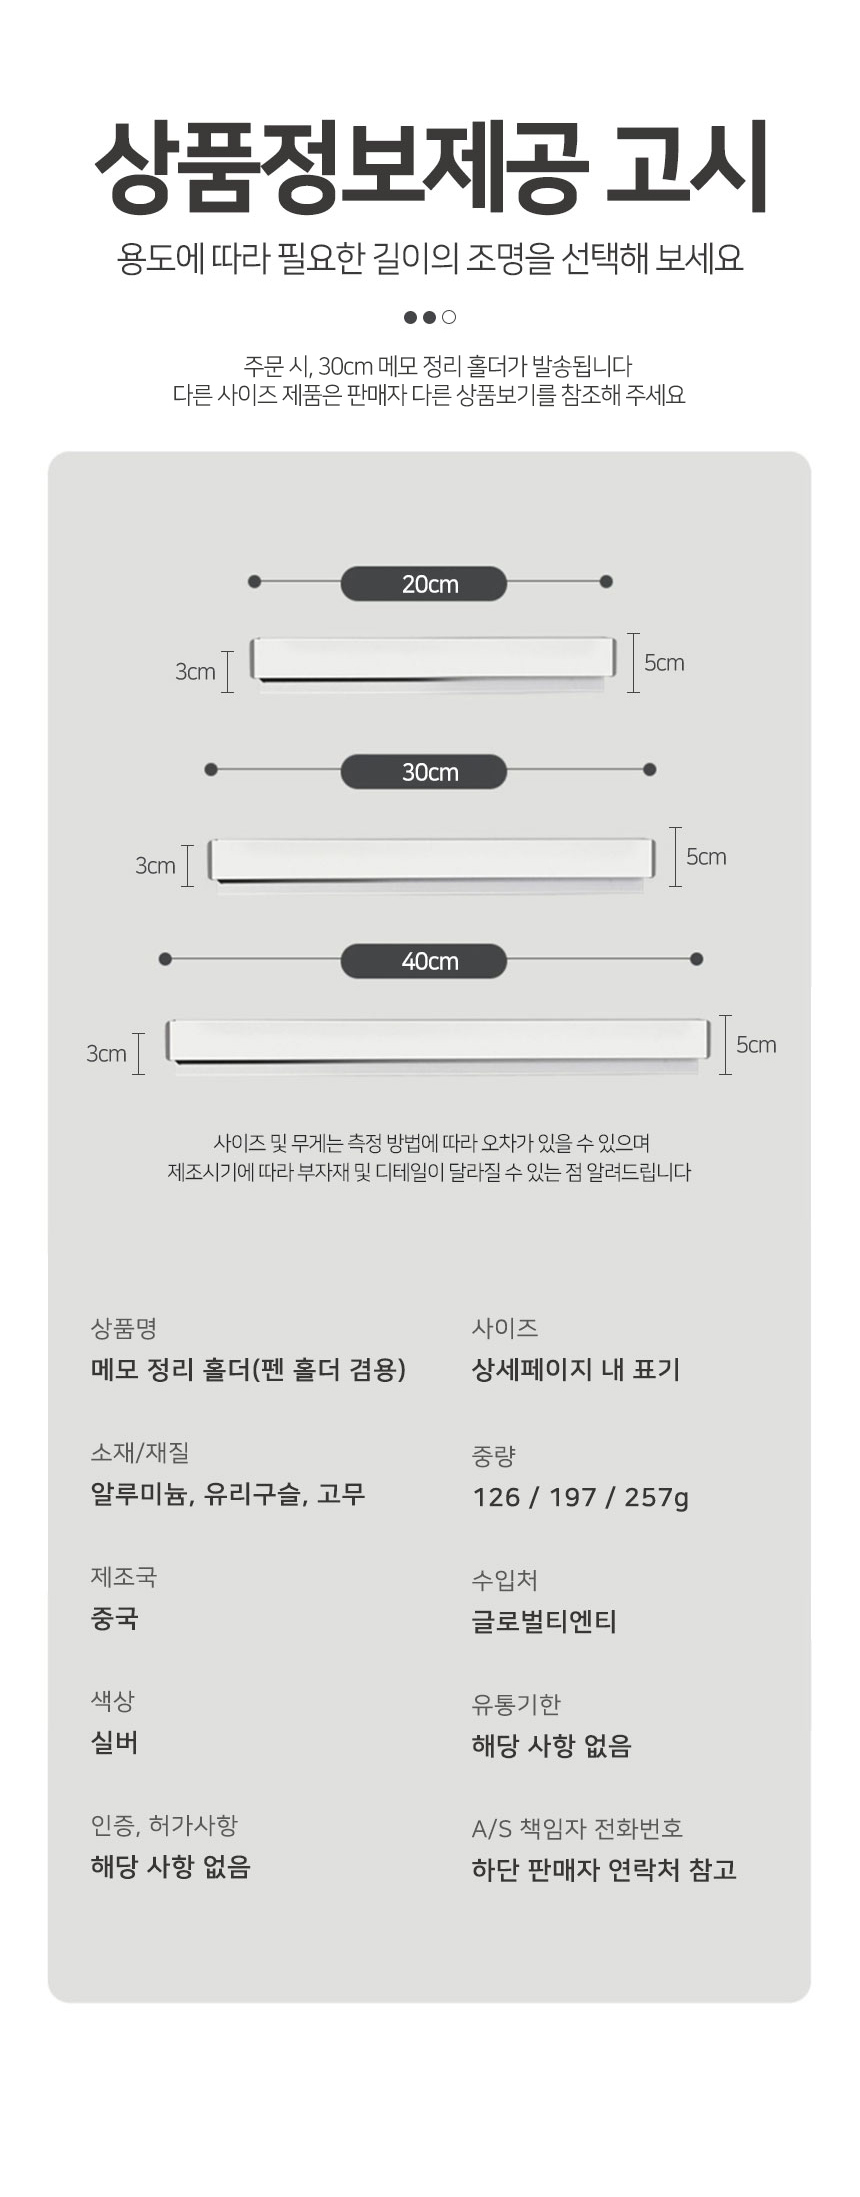 상품정보제공 고시
용도에 따라 필요한 길이의 조명을 선택해 보세요
주문 시, 30cm 메모 정리 홀더가 발송됩니다
다른 사이즈 제품은 판매자 다른 상품보기를 참조해 주세요
20cm
3cm
5cm
30cm
3cm
5cm
40cm
3cm
5cm
사이즈 및 무게는 측정 방법에 따라 오차가 있을 수 있으며
제조시기에 따라 부자재 및 디테일이 달라질 수 있는 점 알려드립니다
상품명
메모 정리 홀더(펜 홀더 겸용)
사이즈
상세페이지 내 표기
소재/재질
알루미늄, 유리구슬, 고무
중량
126 / 197 / 257g
제조국
중국
수입처
글로벌티엔티
색상
실버
유통기한
해당 사항 없음
인증, 허가사항
해당 사항 없음
A/S 책임자 전화번호
하단 판매자 연락처 참고